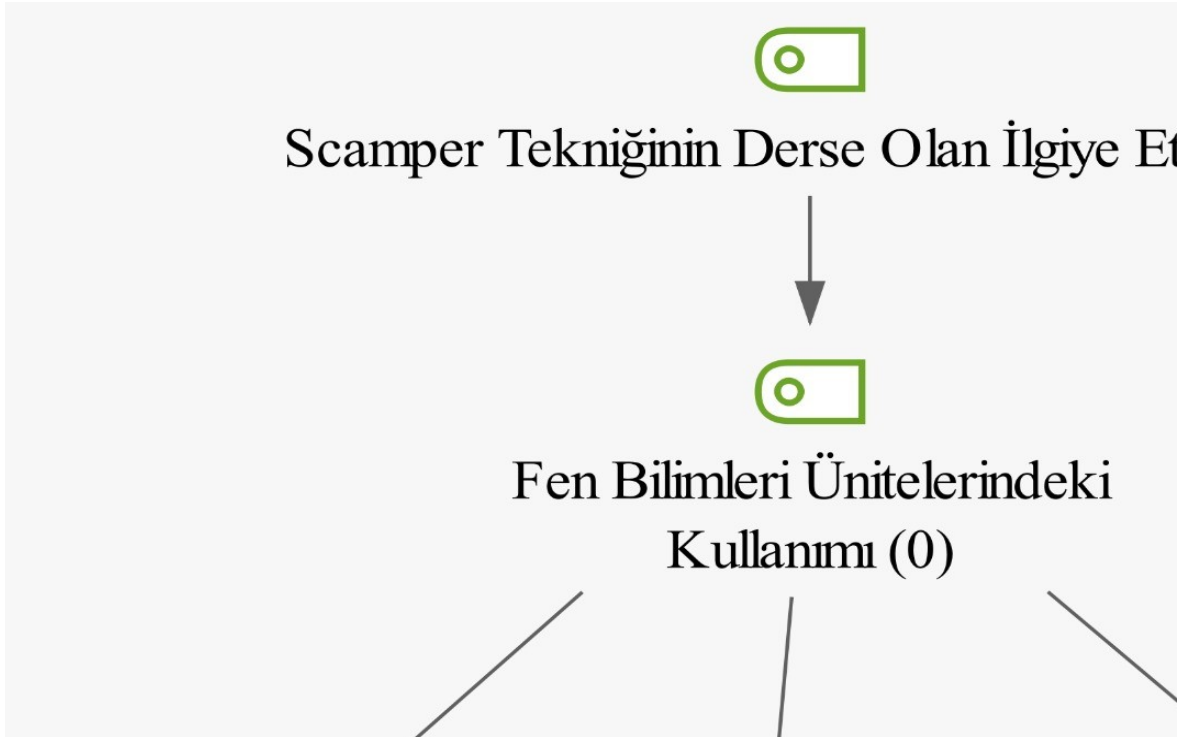 Scamper Tekniğinin Derse Olan İlgiye
Fen Bilimleri Ünitelerindeki
Kullanımı (0)